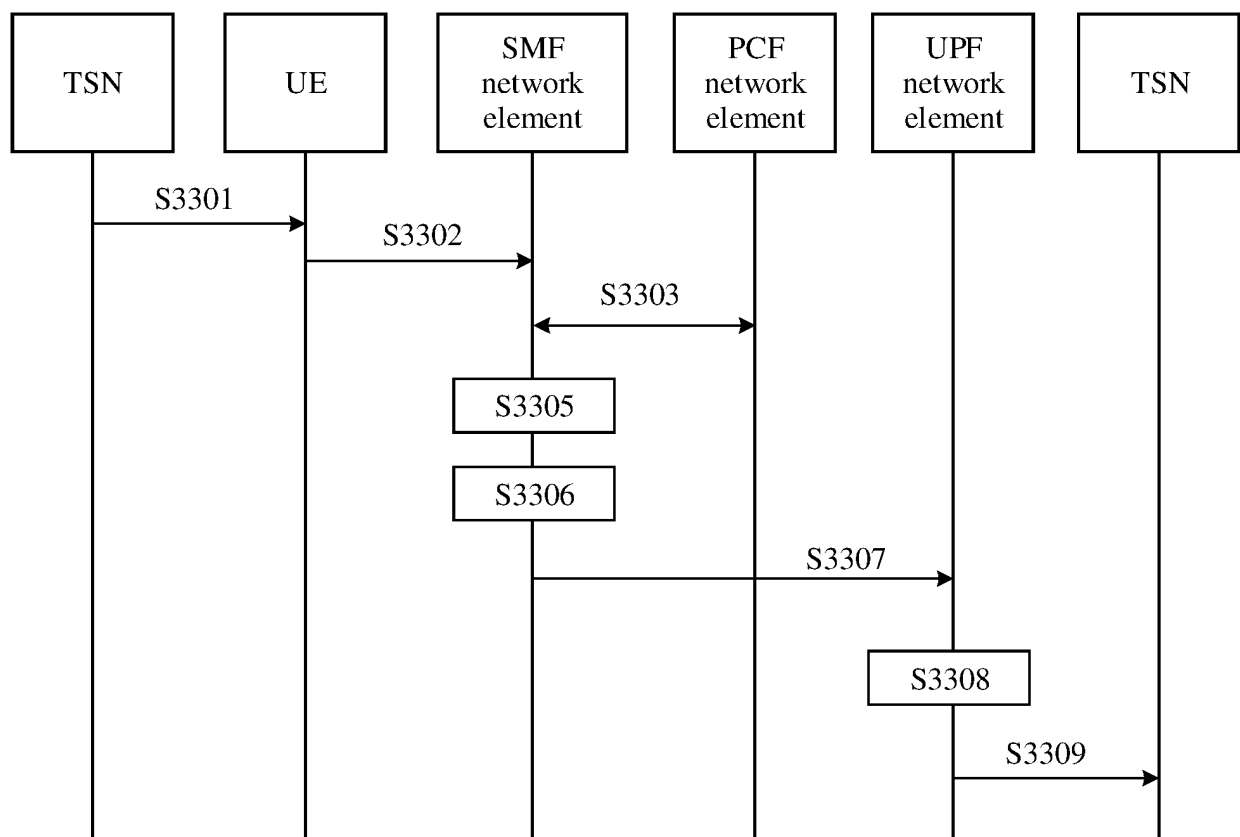 TSN
UE
SMF
network
element
PCF
network
element
UPF
network
element
TSN
S3301
S3302
S3303
S3305
S3306
S3307
S3308
S3309